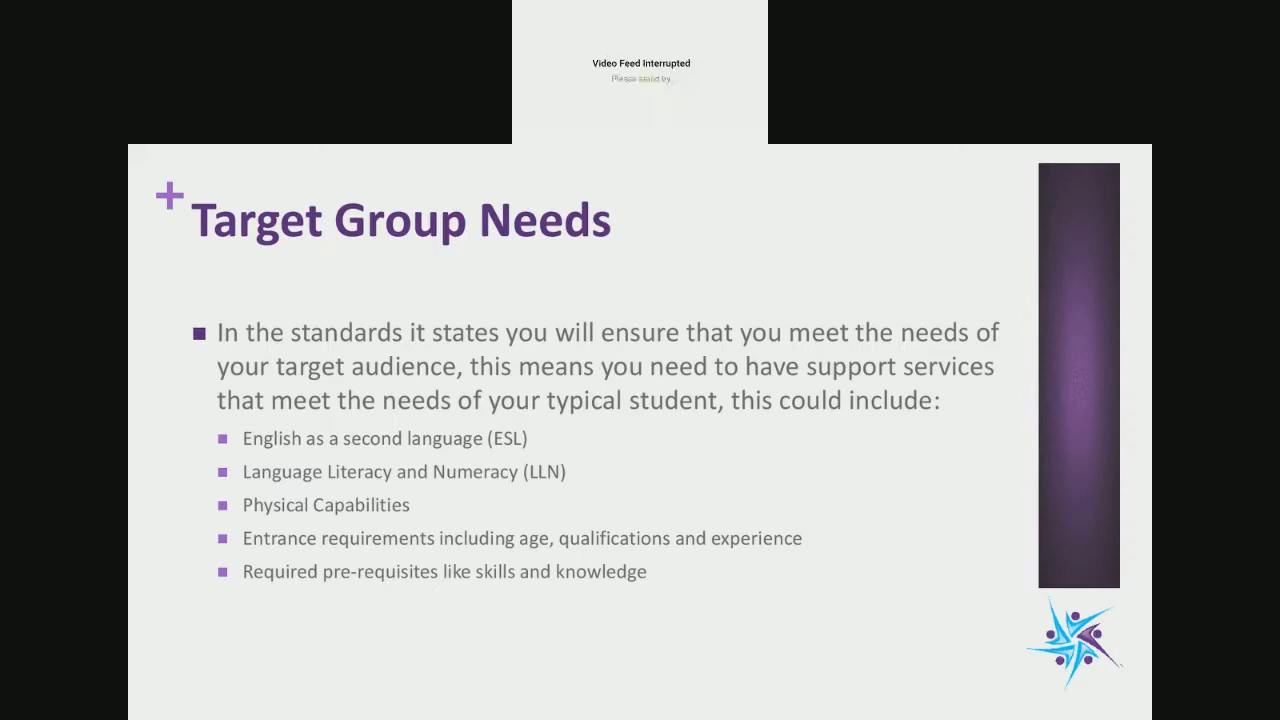 Video Feed Interrupted
Please stand by...
+
Target Group Needs
■ In the standards it states you will ensure that you meet the needs of
your target audience, this means you need to have support services
that meet the needs of your typical student, this could include:
■ English as a second language (ESL)
■ Language Literacy and Numeracy (LLN)
■ Physical Capabilities
■ Entrance requirements including age, qualifications and experience
■ Required pre-requisites like skills and knowledge